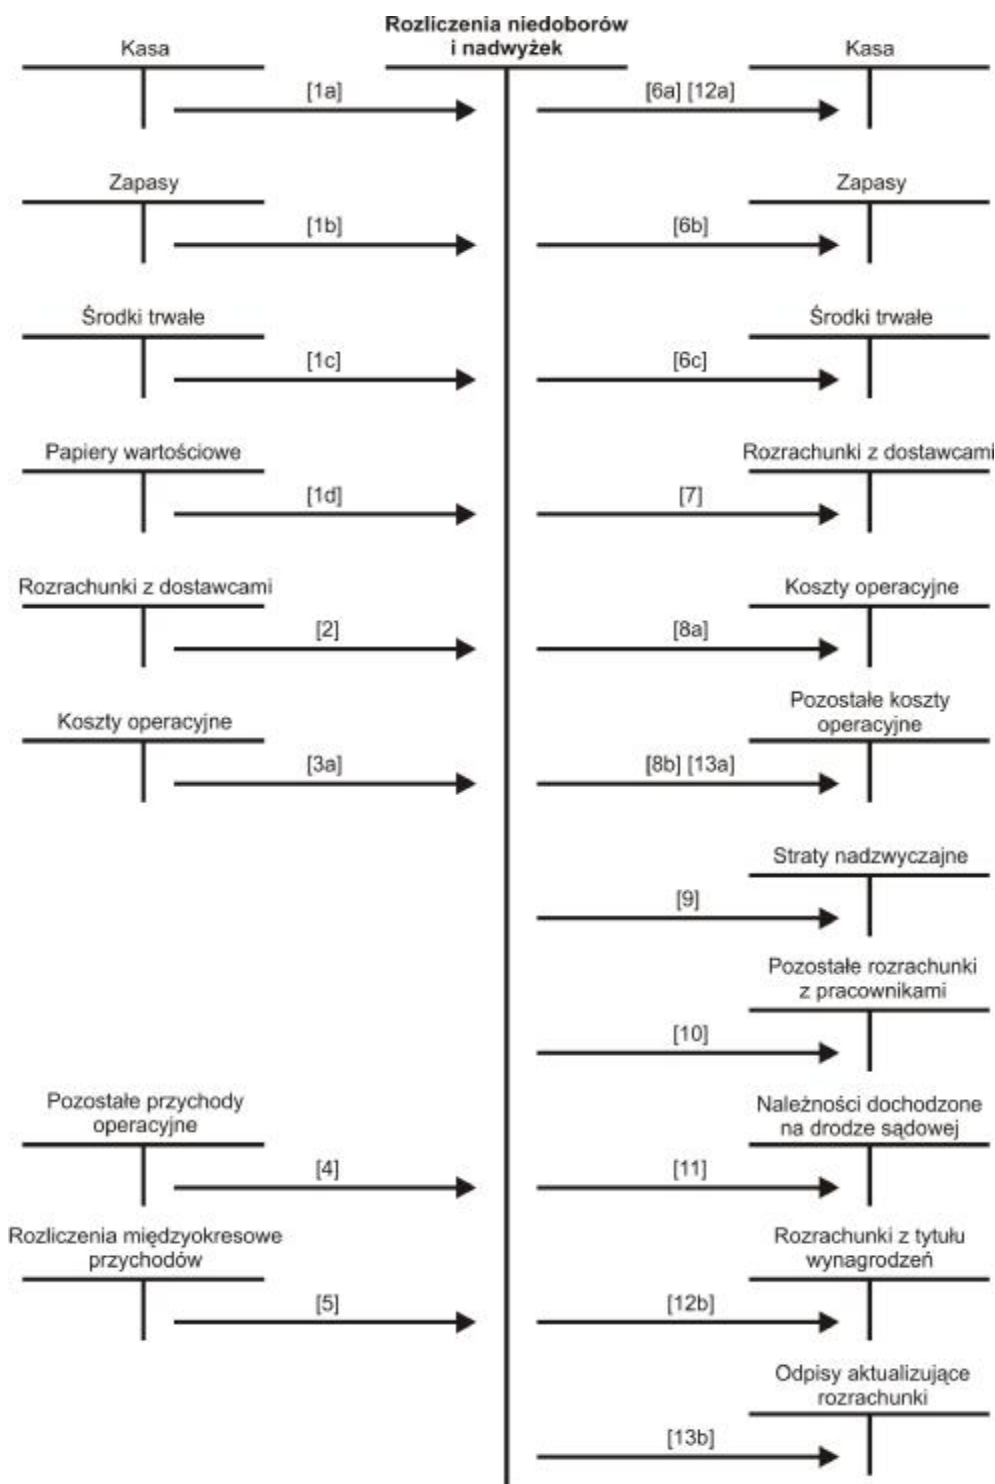 Rozliczenia niedoborów
i nadwyżek
Kasa
Kasa
[1a]
[6a] [12a]
Zapasy
Zapasy
[1b]
[6b]
Środki trwałe
Środki trwałe
[1c]
[6c]
Papiery wartościowe
Rozrachunki z dostawcami
[1d]
[7]
Rozrachunki z dostawcami
Koszty operacyjne
[2]
[8a]
Koszty operacyjne
Pozostałe koszty
operacyjne
[3a]
[8b] [13a]
Straty nadzwyczajne
[9]
Pozostałe rozrachunki
z pracownikami
[10]
Pozostałe przychody
operacyjne
Należności dochodzone
na drodze sądowej
[4]
[11]
Rozliczenia międzyokresowe
przychodów
Rozrachunki z tytułu
wynagrodzeń
[5]
[12b]
Odpisy aktualizujące
rozrachunki
[13b]